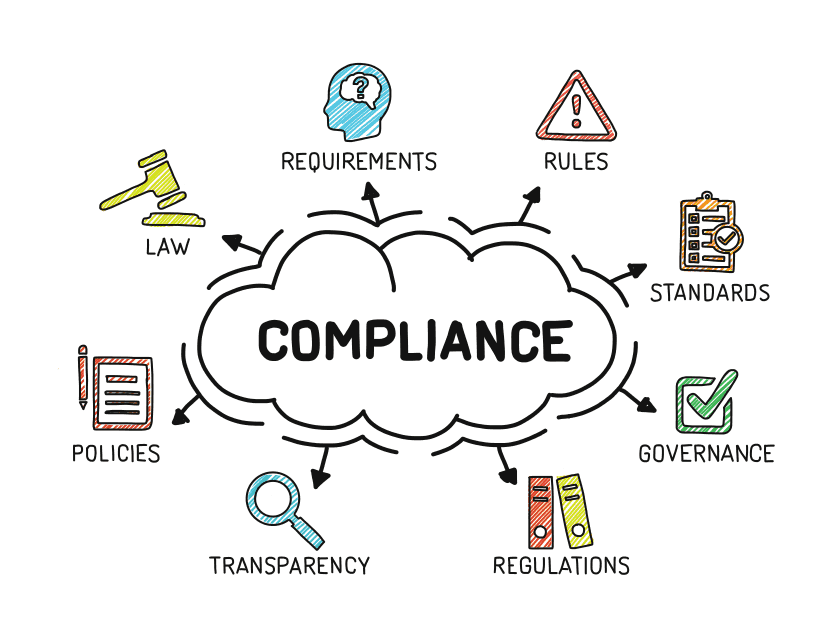 ?
REQUIREMENTS
!
RULES
LAW
STANDARDS
COMPLIANCE
POLICIES
GOVERNANCE
TRANSPARENCY
REGULATIONS